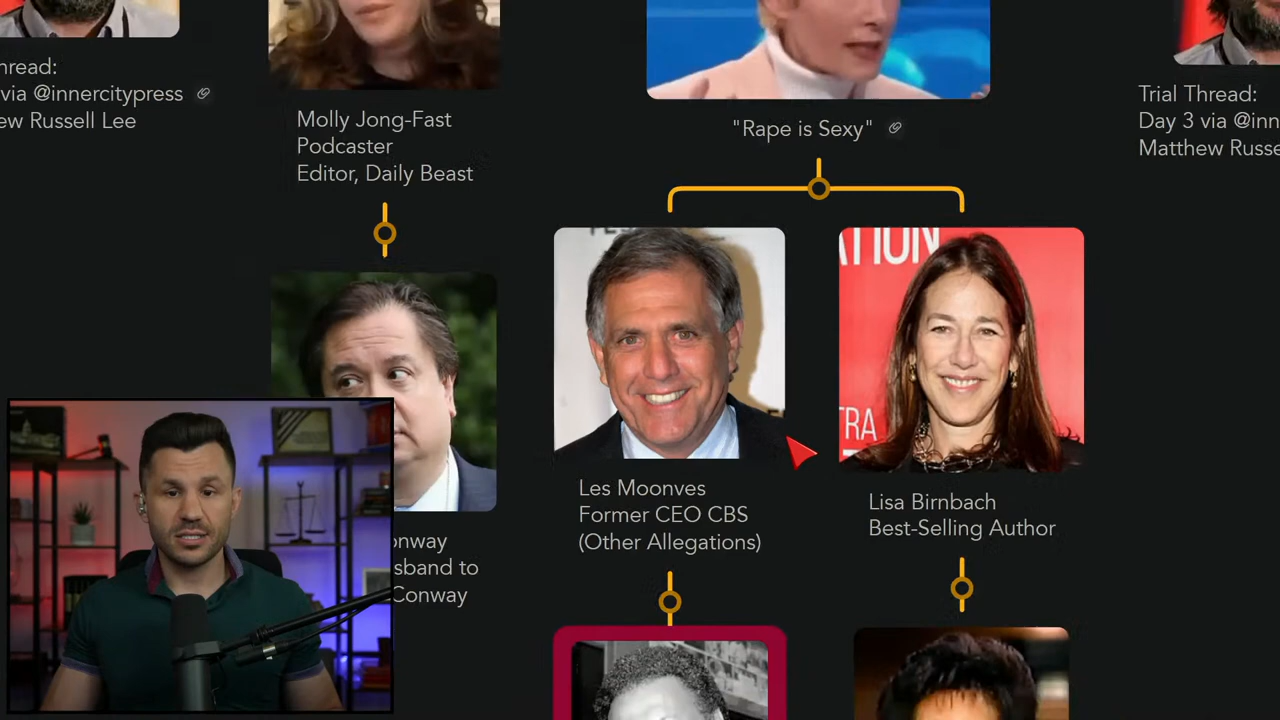 hread:
via @innercitypress
ew Russell Lee
Molly Jong-Fast
Podcaster
Editor, Daily Beast
"Rape is Sexy"
Trial Thread:
Day 3 via @inn
Matthew Russe
ATION
TRA
Les Moonves
Former CEO CBS
(Other Allegations)
Lisa Birnbach
Best-Selling Author
onway
sband to
Conway